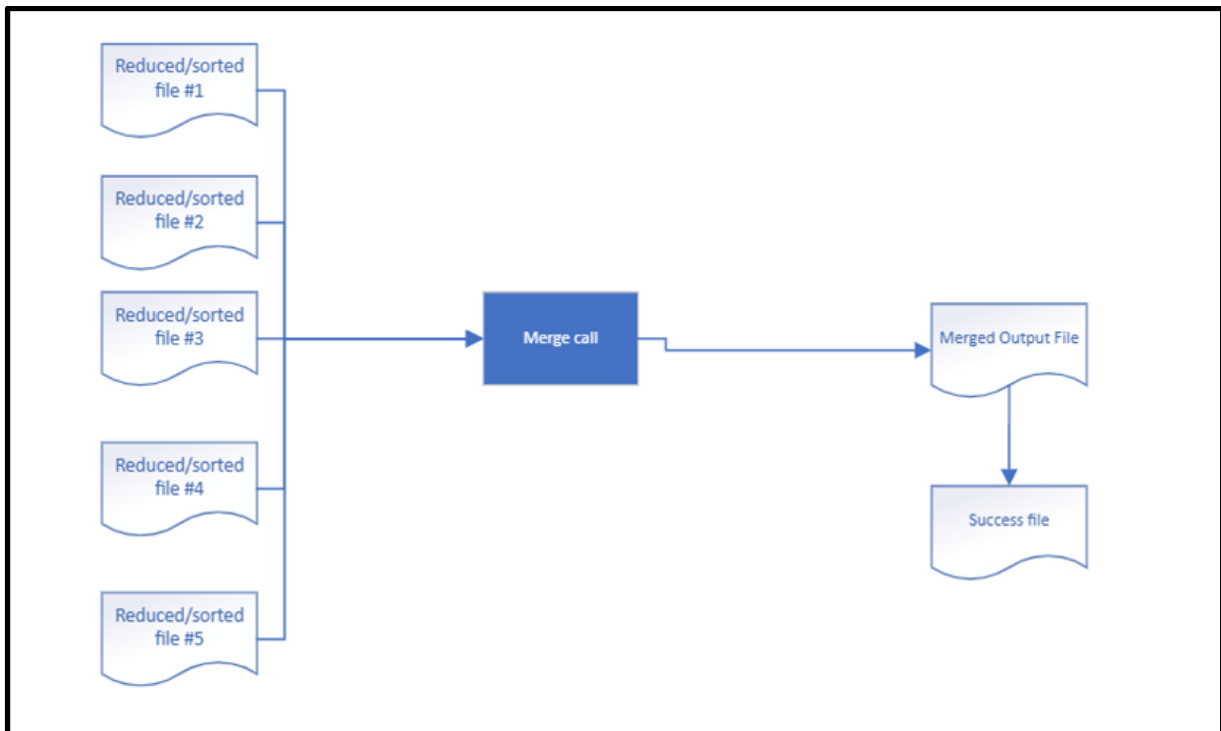 Reduced/sorted
file #1
Reduced/sorted
file #2
Reduced/sorted
file #3
Merge call
Merged Output File
Reduced/sorted
file #4
Success file
Reduced/sorted
file #5